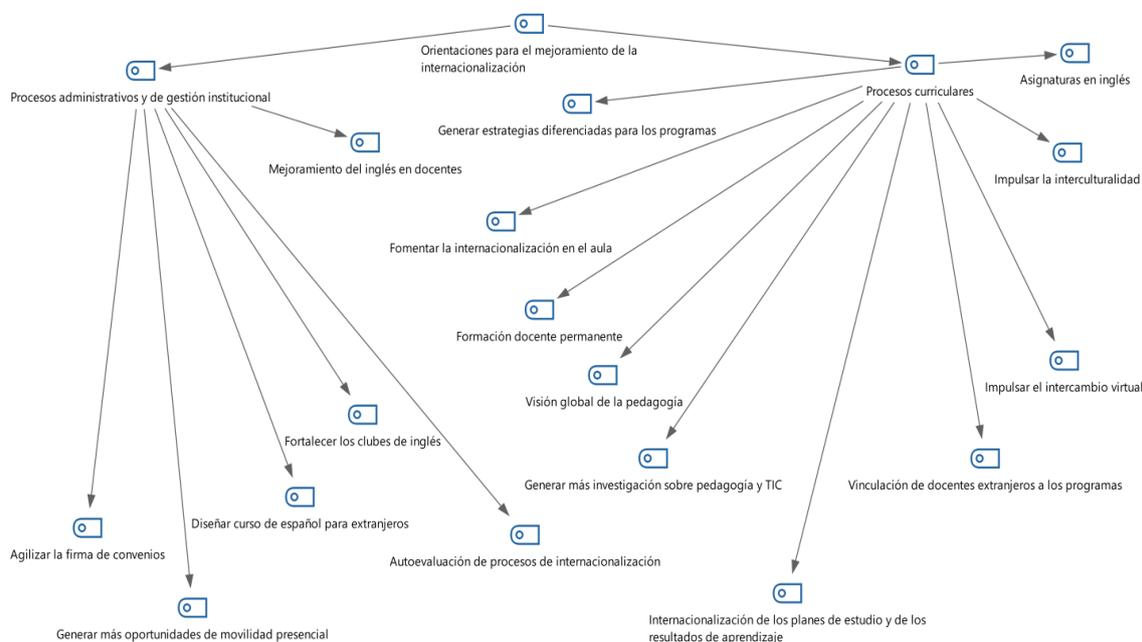 Orientaciones para el mejoramiento de la
internacionalización
Procesos administrativos y de gestión institucional
Procesos curriculares
Asignaturas en inglés
Generar estrategias diferenciadas para los programas
Mejoramiento del inglés en docentes
Impulsar la interculturalidad
Fomentar la internacionalización en el aula
Formación docente permanente
Visión global de la pedagogía
Impulsar el intercambio virtual
Fortalecer los clubes de inglés
Generar más investigación sobre pedagogía y TIC
Vinculación de docentes extranjeros a los programas
Diseñar curso de español para extranjeros
Agilizar la firma de convenios
Autoevaluación de procesos de internacionalización
Generar más oportunidades de movilidad presencial
Internacionalización de los planes de estudio y de los
resultados de aprendizaje